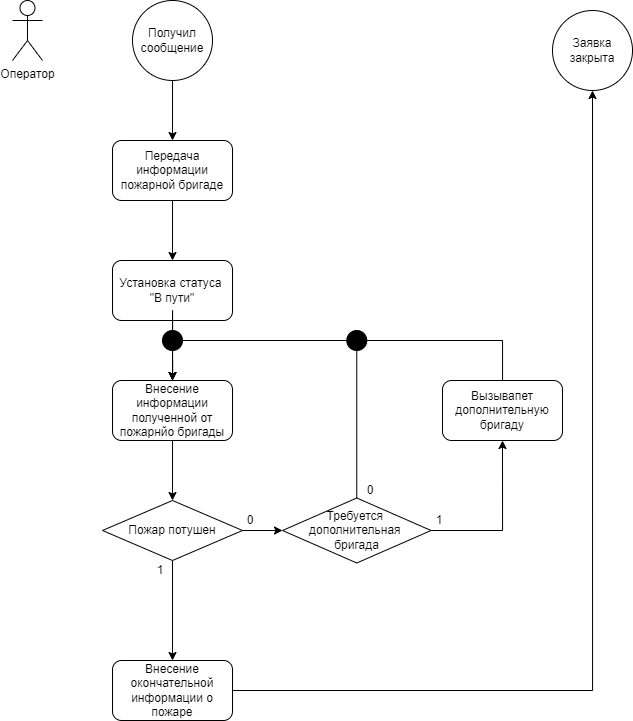 Оператор
Получил
сообщение
Заявка
закрыта
Передача
информации
пожарной бригаде
Установка статуса
"В пути"
Внесение
информации
полученной от
пожарнйо бригады
Вызывапет
дополнительную
бригаду
Пожар потушен
0
Требуется
дополнительная
бригада
0
1
1
Внесение
окончательной
информации о
пожаре